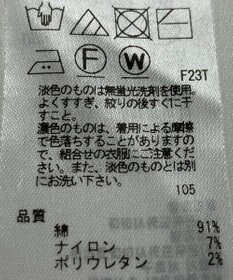 F
W
F23T
淡色のものは無蛍光洗剤を使用。
よくすすぎ、絞りの後すぐに干
すこと。
濃色のものは、着用による摩擦
で色落ちすることがありますの
で、組合せの衣服にご注意くだ
さい。また、淡色のものとは別
にお洗い下さい。
105
品質
綿 91%
ナイロン 7%
ポリウレタン 2%